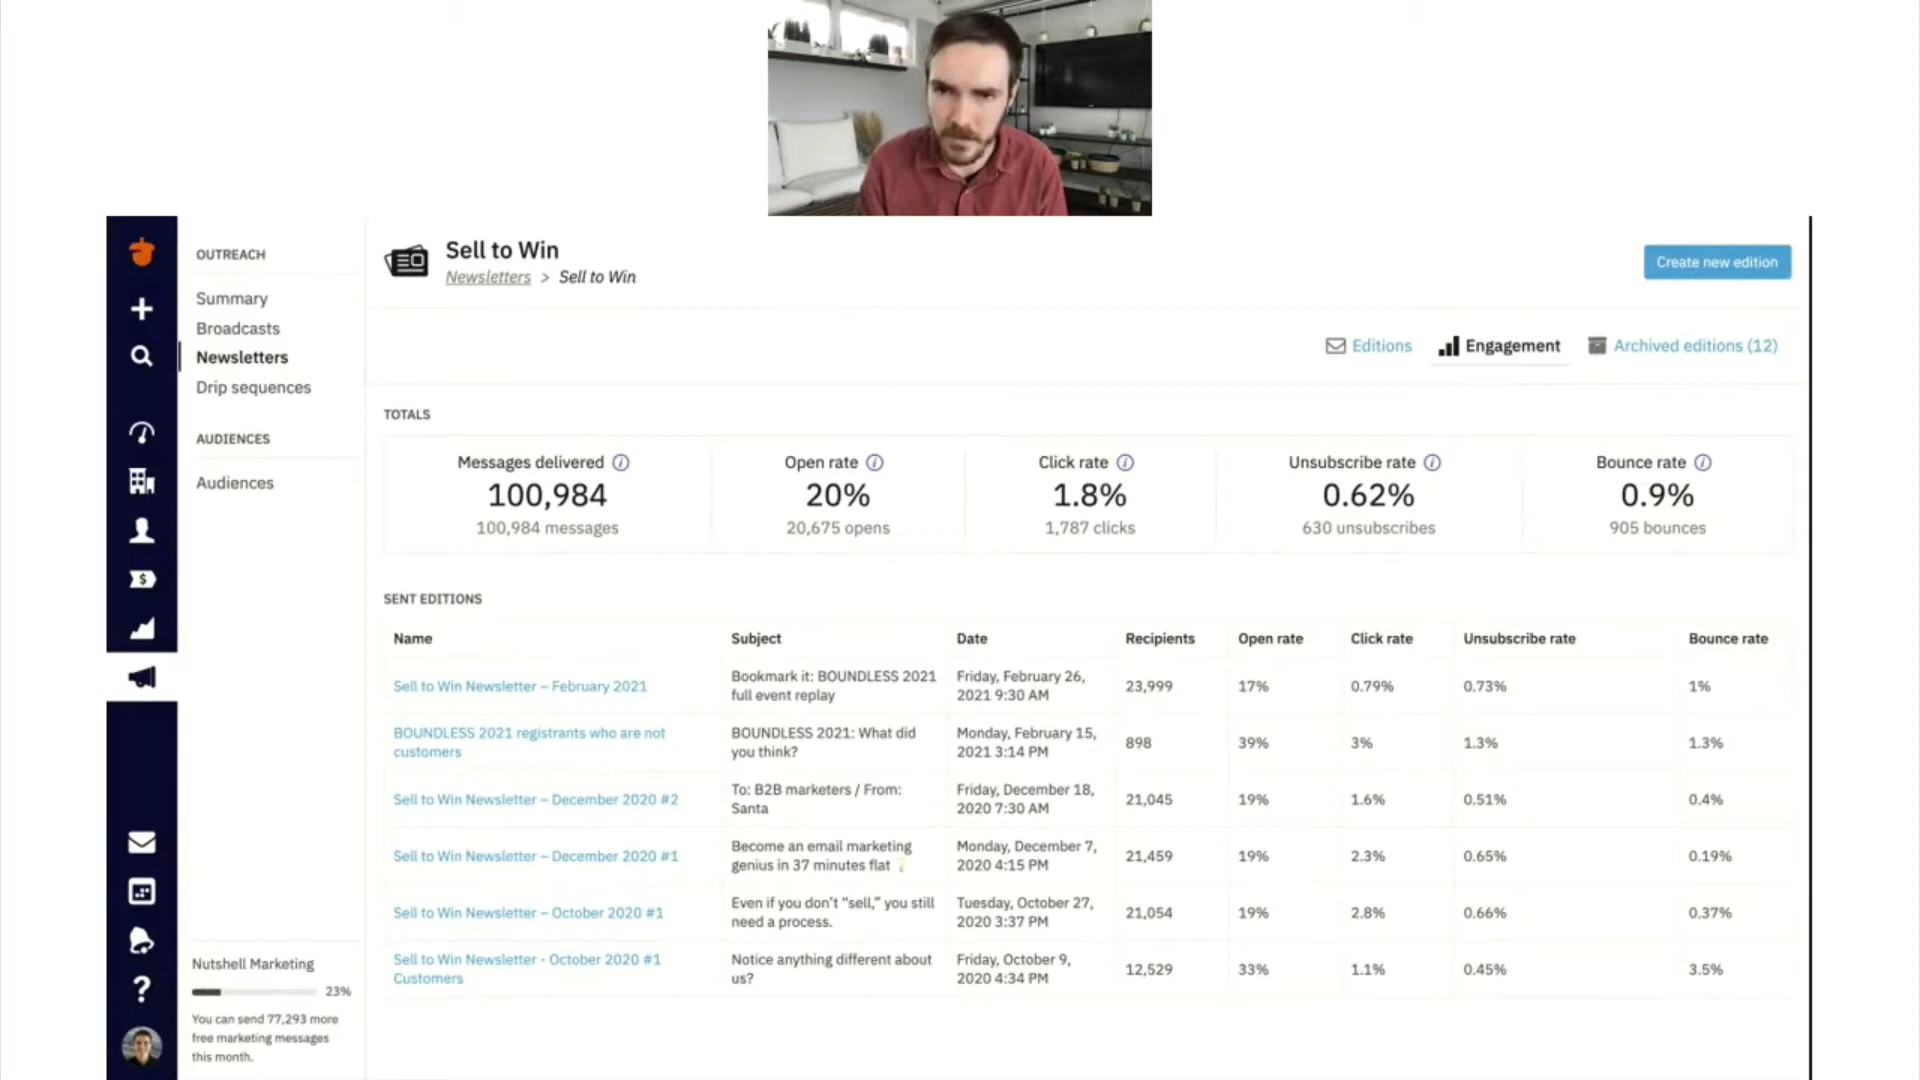 Sell to Win
Newsletters > Sell to Win
Create new edition
OUTREACH
Summary
Broadcasts
Newsletters
Drip sequences
AUDIENCES
Audiences
Editions
Engagement
Archived editions (12)
TOTALS
Messages delivered
100,984
100,984 messages
Open rate
20%
20,675 opens
Click rate
1.8%
1,787 clicks
Unsubscribe rate
0.62%
630 unsubscribes
Bounce rate
0.9%
905 bounces
SENT EDITIONS
Name Subject Date Recipients Open rate Click rate Unsubscribe rate Bounce rate
Sell to Win Newsletter – February 2021
Bookmark it: BOUNDLESS 2021
full event replay
Friday, February 26,
2021 9:30 AM
23,999 17% 0.79% 0.73% 1%
BOUNDLESS 2021 registrants who are not
customers
BOUNDLESS 2021: What did
you think?
Monday, February 15,
2021 3:14 PM
898 39% 3% 1.3% 1.3%
Sell to Win Newsletter – December 2020 #2
To: B2B marketers / From:
Santa
Friday, December 18,
2020 7:30 AM
21,045 19% 1.6% 0.51% 0.4%
Sell to Win Newsletter – December 2020 #1
Become an email marketing
genius in 37 minutes flat 💡
Monday, December 7,
2020 4:15 PM
21,459 19% 2.3% 0.65% 0.19%
Sell to Win Newsletter – October 2020 #1
Even if you don't “sell,” you still
need a process.
Tuesday, October 27,
2020 3:37 PM
21,054 19% 2.8% 0.66% 0.37%
Sell to Win Newsletter - October 2020 #1
Customers
Notice anything different about
us?
Friday, October 9,
2020 4:34 PM
12,529 33% 1.1% 0.45% 3.5%
Nutshell Marketing
23%
You can send 77,293 more
free marketing messages
this month.